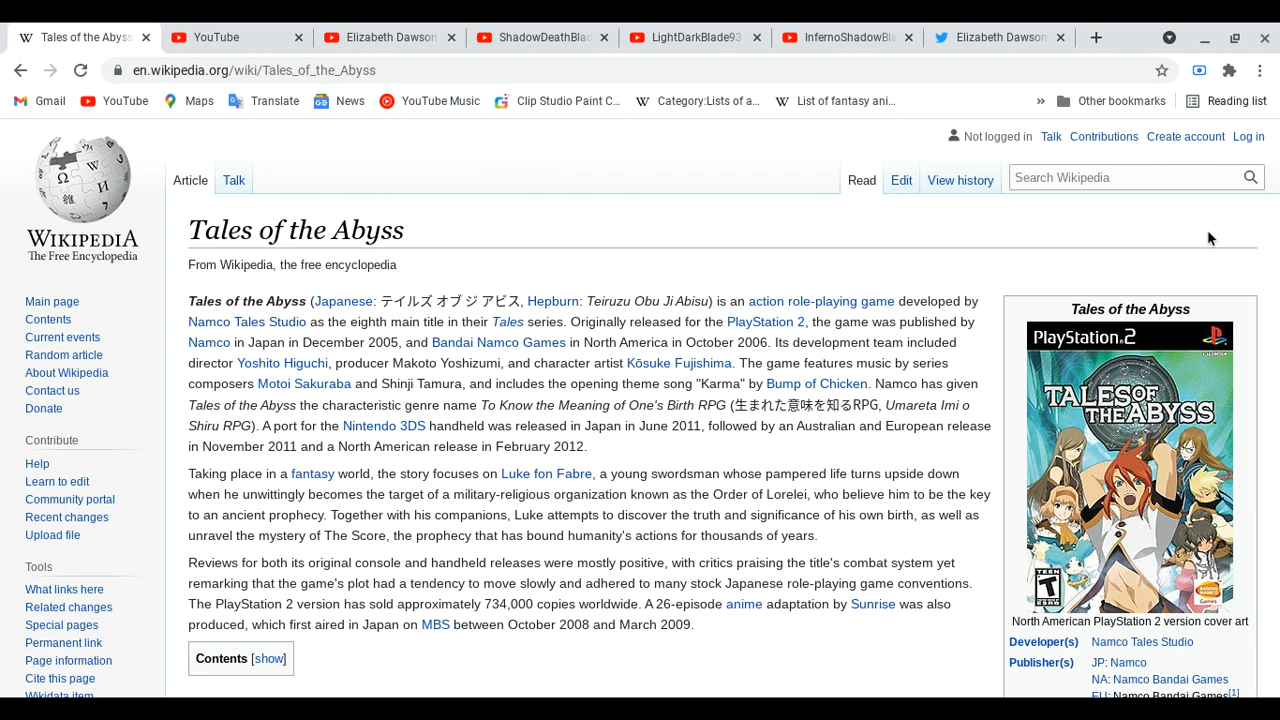 Tales of the Abyss
YouTube
Elizabeth Dawson
ShadowDeathBlad
LightDarkBlade93
InfernoShadowBla
Elizabeth Dawson
en.wikipedia.org/wiki/Tales_of_the_Abyss
Gmail
YouTube
Maps
Translate
News
YouTube Music
Clip Studio Paint C...
Category:Lists of a...
List of fantasy ani...
» Other bookmarks
Reading list
Not logged in Talk Contributions Create account Log in
Article Talk
Read Edit View history
Search Wikipedia
WIKIPEDIA
The Free Encyclopedia
Main page
Contents
Current events
Random article
About Wikipedia
Contact us
Donate
Contribute
Help
Learn to edit
Community portal
Recent changes
Upload file
Tools
What links here
Related changes
Special pages
Permanent link
Page information
Cite this page
Wikidata item
Tales of the Abyss
From Wikipedia, the free encyclopedia
Tales of the Abyss (Japanese: テイルズ オブ ジ アビス, Hepburn: Teiruzu Obu Ji Abisu) is an action role-playing game developed by
Namco Tales Studio as the eighth main title in their Tales series. Originally released for the PlayStation 2, the game was published by
Namco in Japan in December 2005, and Bandai Namco Games in North America in October 2006. Its development team included
director Yoshito Higuchi, producer Makoto Yoshizumi, and character artist Kōsuke Fujishima. The game features music by series
composers Motoi Sakuraba and Shinji Tamura, and includes the opening theme song "Karma" by Bump of Chicken. Namco has given
Tales of the Abyss the characteristic genre name To Know the Meaning of One's Birth RPG (生まれた意味を知るRPG, Umareta Imi o
Shiru RPG). A port for the Nintendo 3DS handheld was released in Japan in June 2011, followed by an Australian and European release
in November 2011 and a North American release in February 2012.
Taking place in a fantasy world, the story focuses on Luke fon Fabre, a young swordsman whose pampered life turns upside down
when he unwittingly becomes the target of a military-religious organization known as the Order of Lorelei, who believe him to be the key
to an ancient prophecy. Together with his companions, Luke attempts to discover the truth and significance of his own birth, as well as
unravel the mystery of The Score, the prophecy that has bound humanity's actions for thousands of years.
Reviews for both its original console and handheld releases were mostly positive, with critics praising the title's combat system yet
remarking that the game's plot had a tendency to move slowly and adhered to many stock Japanese role-playing game conventions.
The PlayStation 2 version has sold approximately 734,000 copies worldwide. A 26-episode anime adaptation by Sunrise was also
produced, which first aired in Japan on MBS between October 2008 and March 2009.
Contents [show]
Tales of the Abyss
PlayStation.2
TALES OF
THE ABYSS
TEEN
ESRB
BANDAI
NAMCO
Games
North American PlayStation 2 version cover art
Developer(s) Namco Tales Studio
Publisher(s) JP: Namco
NA: Namco Bandai Games
EU: Namco Bandai Games[1]